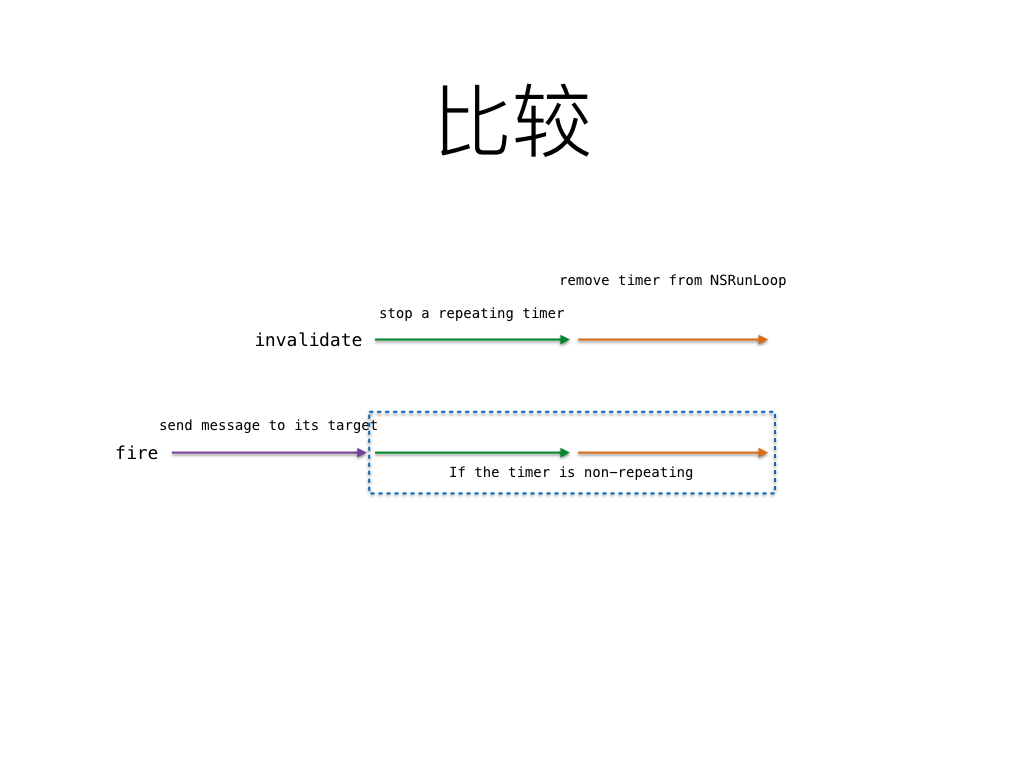 比较
remove timer from NSRunLoop
stop a repeating timer
invalidate
send message to its target
fire
If the timer is non-repeating